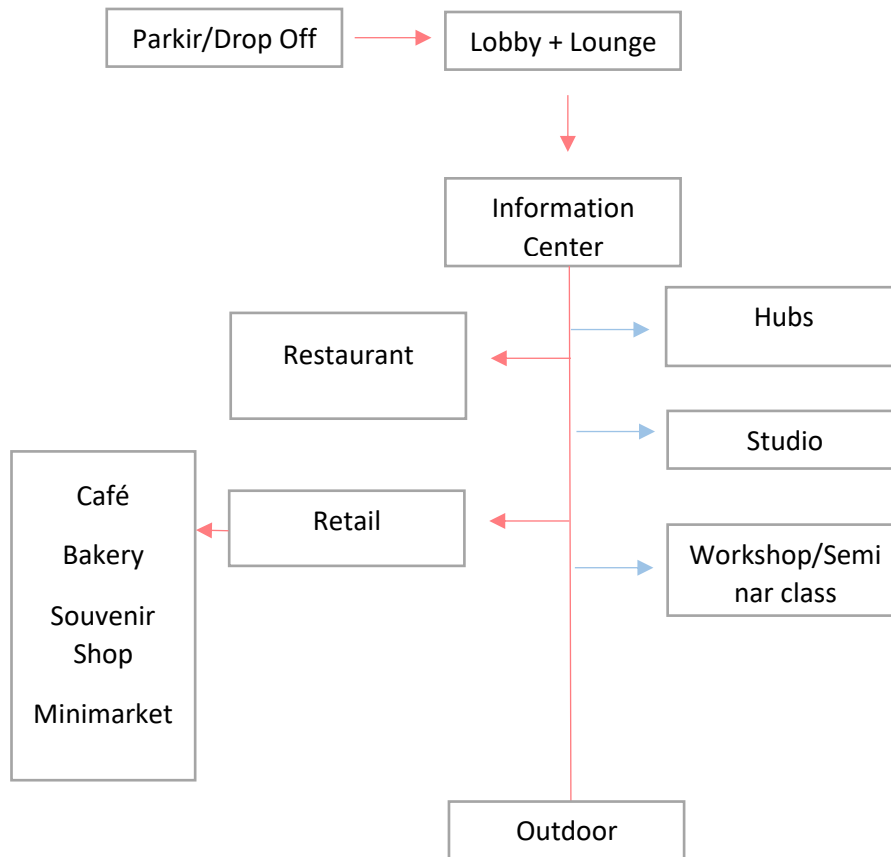 Parkir/Drop Off
Lobby + Lounge
Information
Center
Hubs
Restaurant
Studio
Café
Bakery
Souvenir
Shop
Minimarket
Retail
Workshop/Semi
nar class
Outdoor